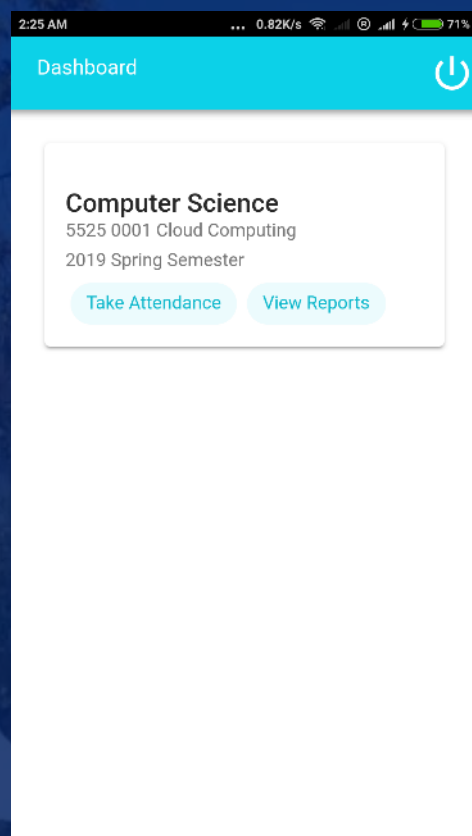 2:25 AM ... 0.82K/s ® 71%
Dashboard
Computer Science
5525 0001 Cloud Computing
2019 Spring Semester
Take Attendance View Reports